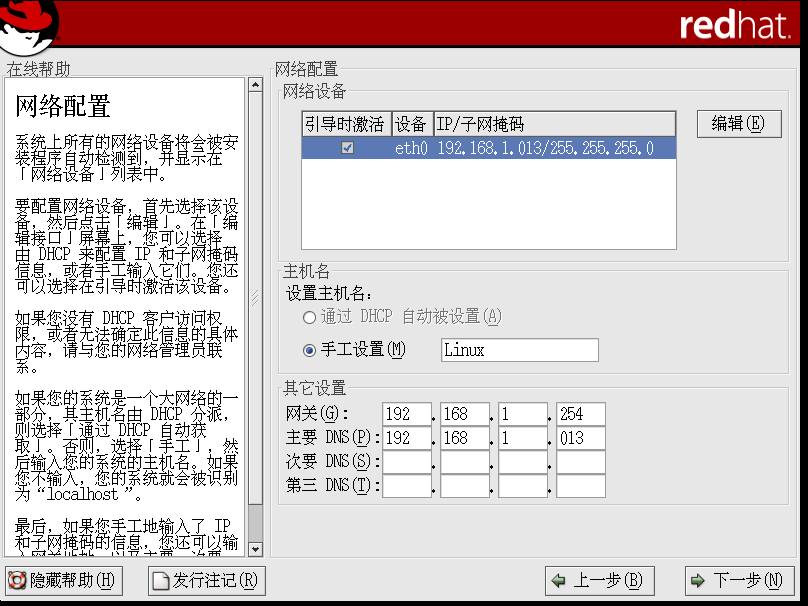 redhat.
在线帮助
网络配置
系统上所有的网络设备将会被安
装程序自动检测到，并显示在
「网络设备」列表中。
要配置网络设备，首先选择该设
备，然后点击「编辑」。在「编
辑接口」屏幕上，您可以选择
由 DHCP 来配置 IP 和子网掩码
信息，或者手工输入它们。您还
可以选择在引导时激活该设备。
如果您没有 DHCP 客户访问权
限，或者无法确定此信息的具体
内容，请与您的网络管理员联
系。
如果您的系统是一个大网络的一
部分，其主机名由 DHCP 分派，
则选择「通过 DHCP 自动获
取」。否则，选择「手工」，然
后输入您的系统的主机名。如果
您不输入，您的系统就会被识别
为“localhost ”。
最后，如果您手工地输入了 IP
和子网掩码的信息，您还可以输
网络配置
网络设备
引导时激活 设备 IP/子网掩码
eth0 192.168.1.013/255.255.255.0
编辑(E)
主机名
设置主机名：
通过 DHCP 自动被设置(A)
手工设置(M) Linux
其它设置
网关(G): 192 . 168 . 1 . 254
主要 DNS(P): 192 . 168 . 1 . 013
次要 DNS(S): . . .
第三 DNS(T): . . .
隐藏帮助(H) 发行注记(R) 上一步(B) 下一步(N)